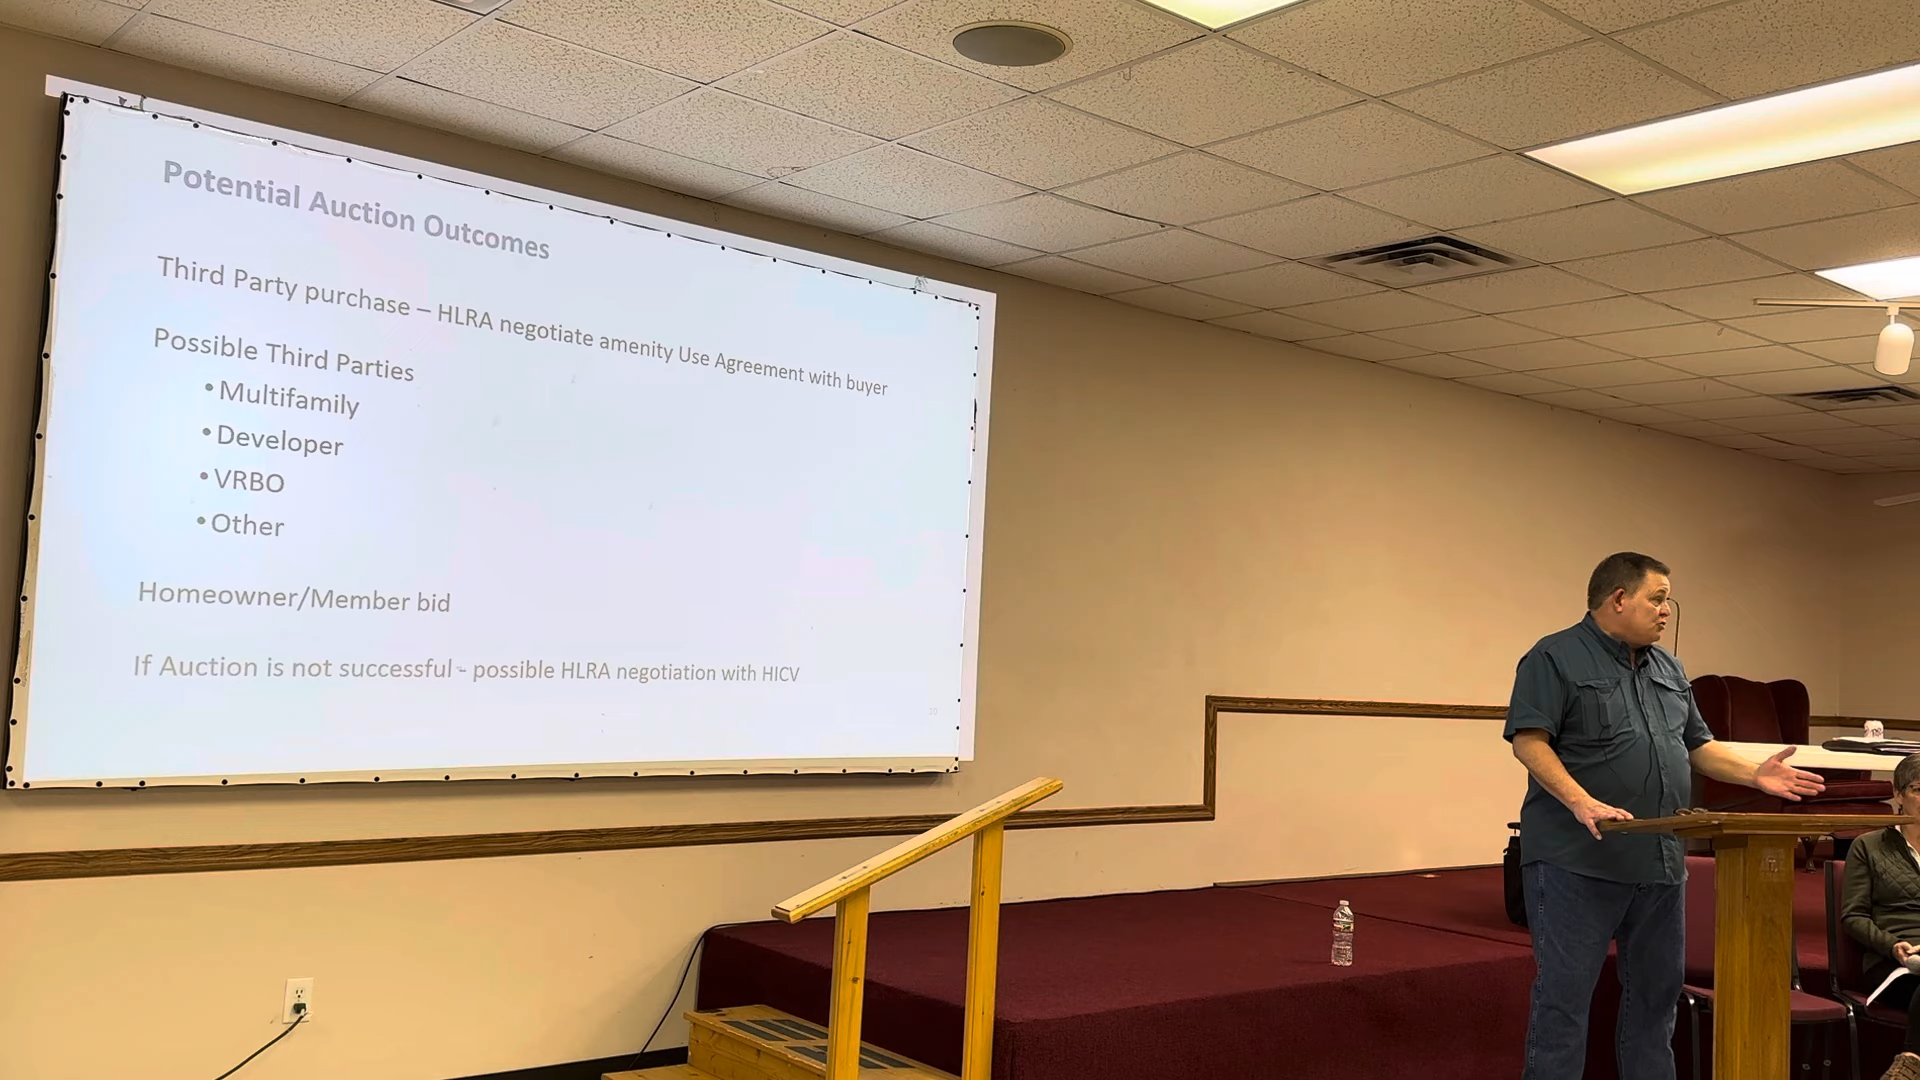 Potential Auction Outcomes
Third Party purchase – HLRA negotiate amenity Use Agreement with buyer
Possible Third Parties
• Multifamily
• Developer
• VRBO
• Other
Homeowner/Member bid
If Auction is not successful - possible HLRA negotiation with HICV